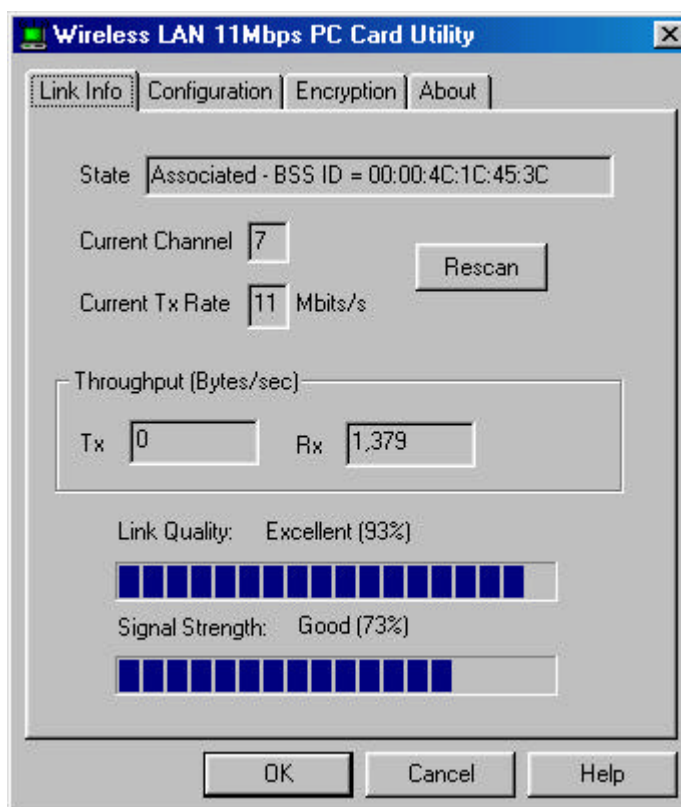 Wireless LAN 11Mbps PC Card Utility
Link Info Configuration Encryption About
State Associated - BSS ID = 00:00:4C:1C:45:3C
Current Channel 7
Rescan
Current Tx Rate 11 Mbits/s
Throughput (Bytes/sec)
Tx 0 Rx 1,379
Link Quality: Excellent (93%)
Signal Strength: Good (73%)
OK Cancel Help